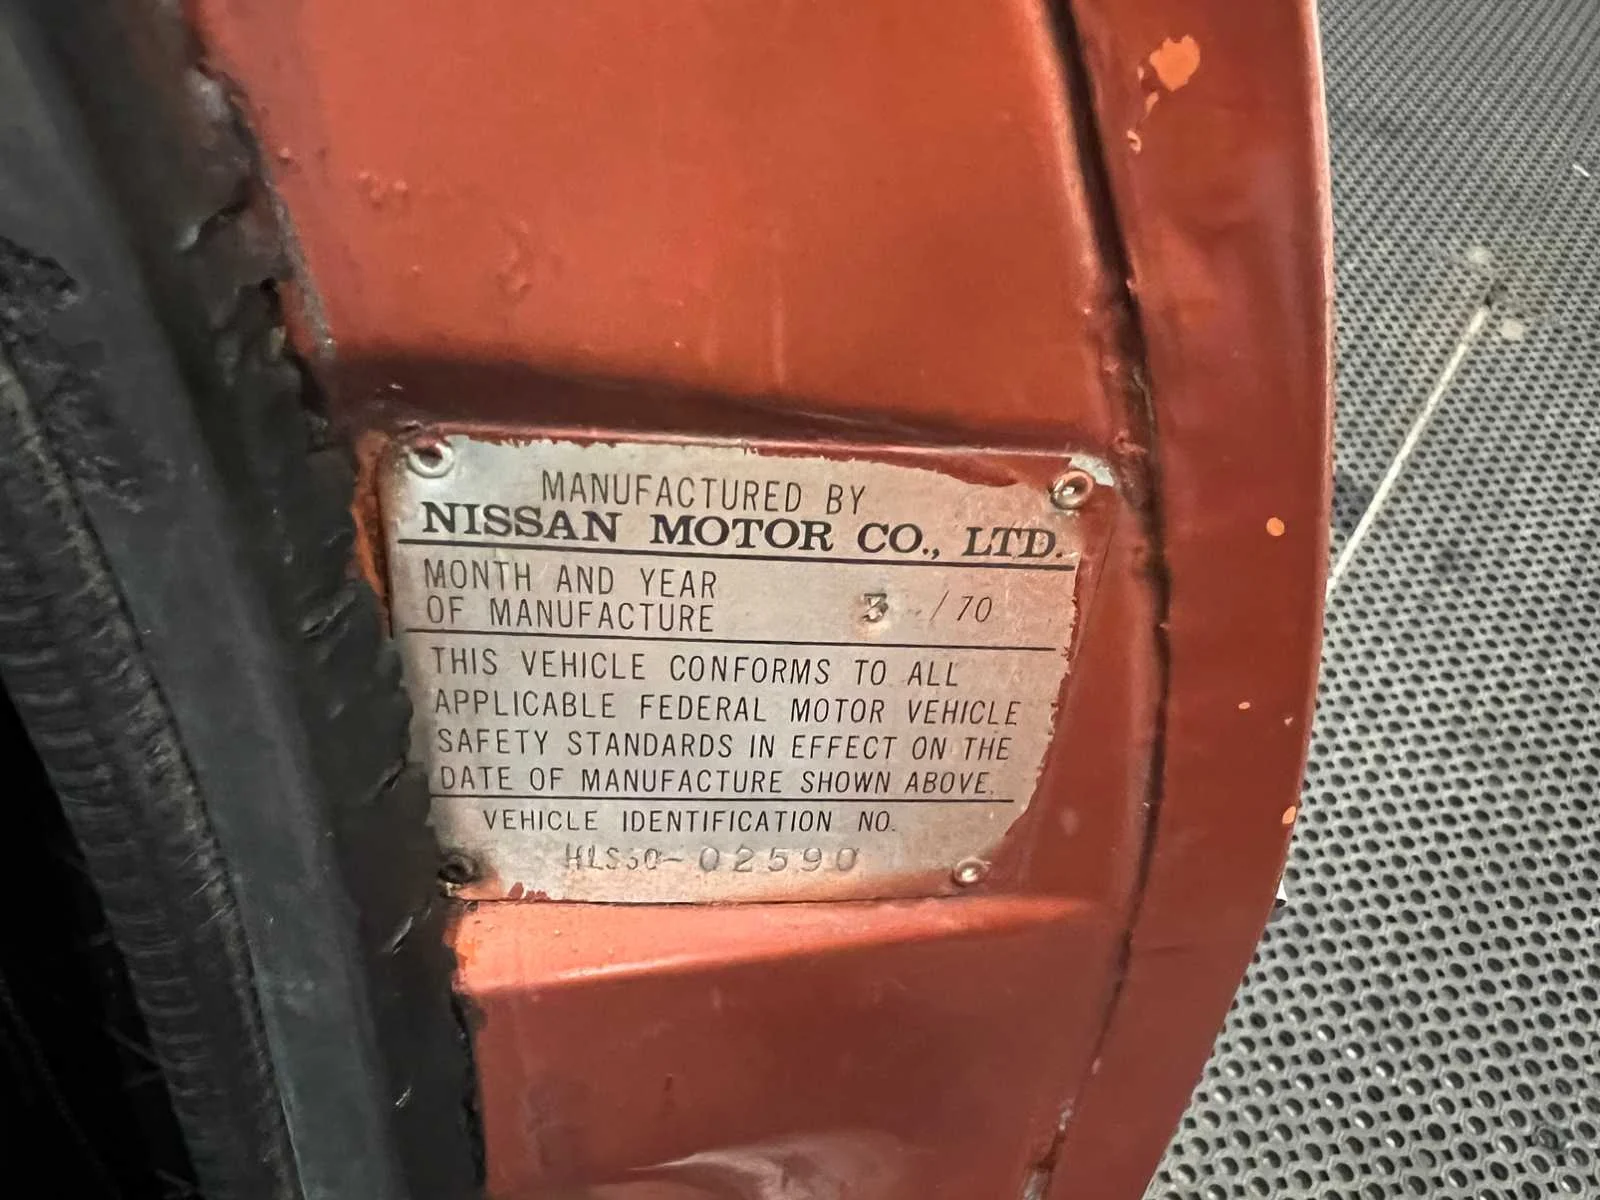 MANUFACTURED BY
NISSAN MOTOR CO., LTD.
MONTH AND YEAR
OF MANUFACTURE 3 / 70
THIS VEHICLE CONFORMS TO ALL
APPLICABLE FEDERAL MOTOR VEHICLE
SAFETY STANDARDS IN EFFECT ON THE
DATE OF MANUFACTURE SHOWN ABOVE.
VEHICLE IDENTIFICATION NO.
HLS30-02590